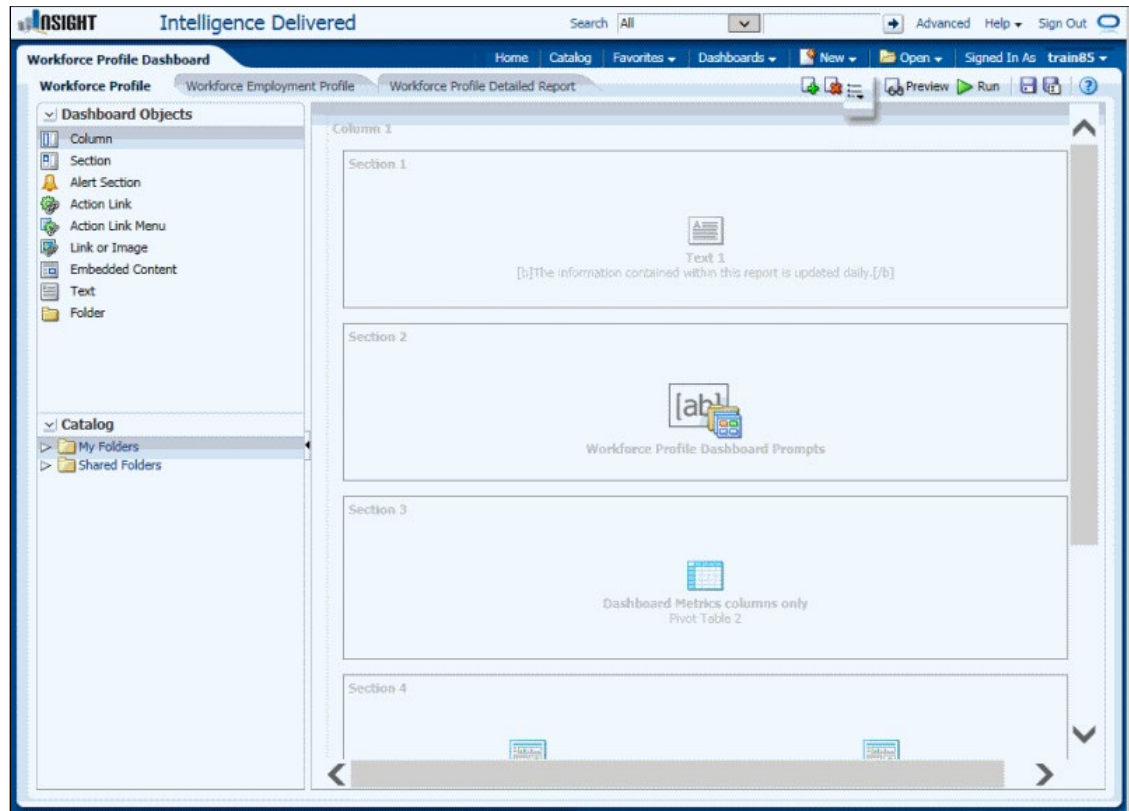 INSIGHT Intelligence Delivered Search All Advanced Help Sign Out
Workforce Profile Dashboard Home Catalog Favorites Dashboards New Open Signed In As train85
Workforce Profile Workforce Employment Profile Workforce Profile Detailed Report Preview Run
Dashboard Objects
Column
Section
Alert Section
Action Link
Action Link Menu
Link or Image
Embedded Content
Text
Folder
Catalog
My Folders
Shared Folders
Column 1
Section 1
Text 1
[b]The information contained within this report is updated daily.[/b]
Section 2
[ab]
Workforce Profile Dashboard Prompts
Section 3
Dashboard Metrics columns only
Pivot Table 2
Section 4